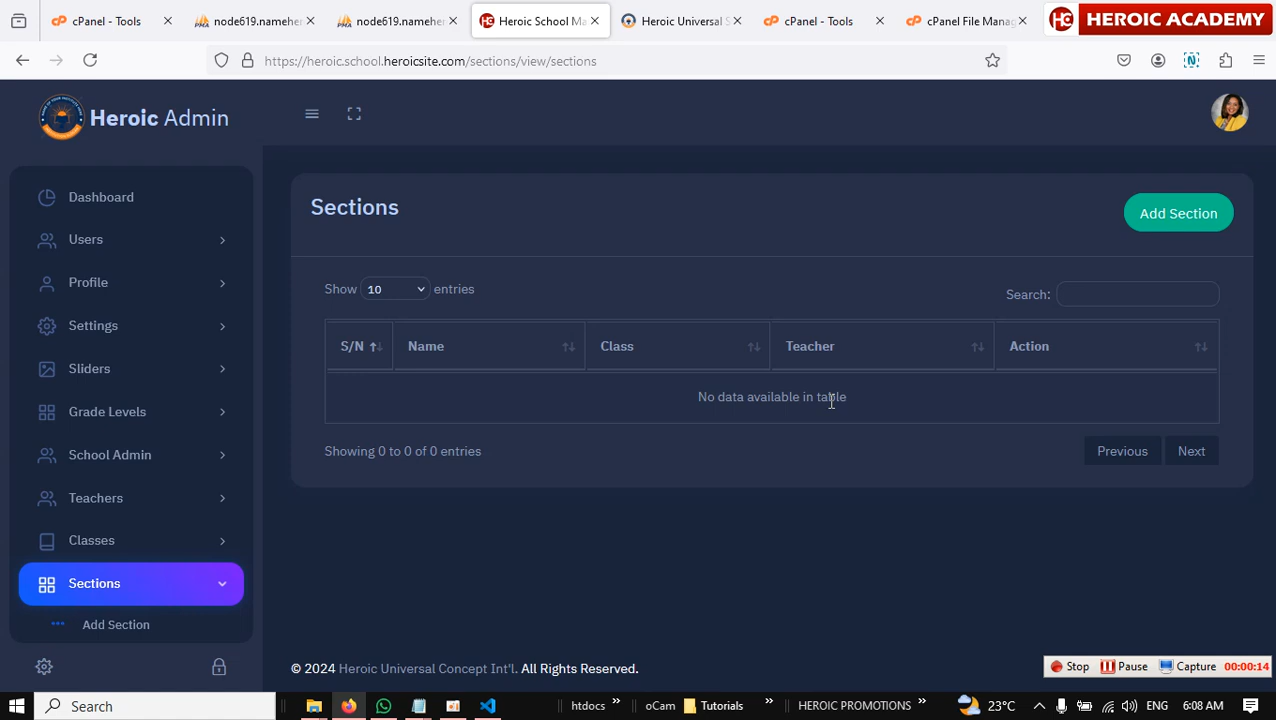 cPanel - Tools
node619.nameher
node619.nameher
Heroic School Ma
Heroic Universal S
cPanel - Tools
cPanel File Manag
HC HEROIC ACADEMY
https://heroic.school.heroicsite.com/sections/view/sections
Heroic Admin
Dashboard
Users
Profile
Settings
Sliders
Grade Levels
School Admin
Teachers
Classes
Sections
Add Section
Sections
Add Section
Show 10 entries
Search:
S/N Name Class Teacher Action
No data available in table
Showing 0 to 0 of 0 entries
Previous Next
© 2024 Heroic Universal Concept Int'l. All Rights Reserved.
Stop Pause Capture 00:00:14
Search
htdocs
oCam
Tutorials
HEROIC PROMOTIONS
23°C
ENG
6:08 AM